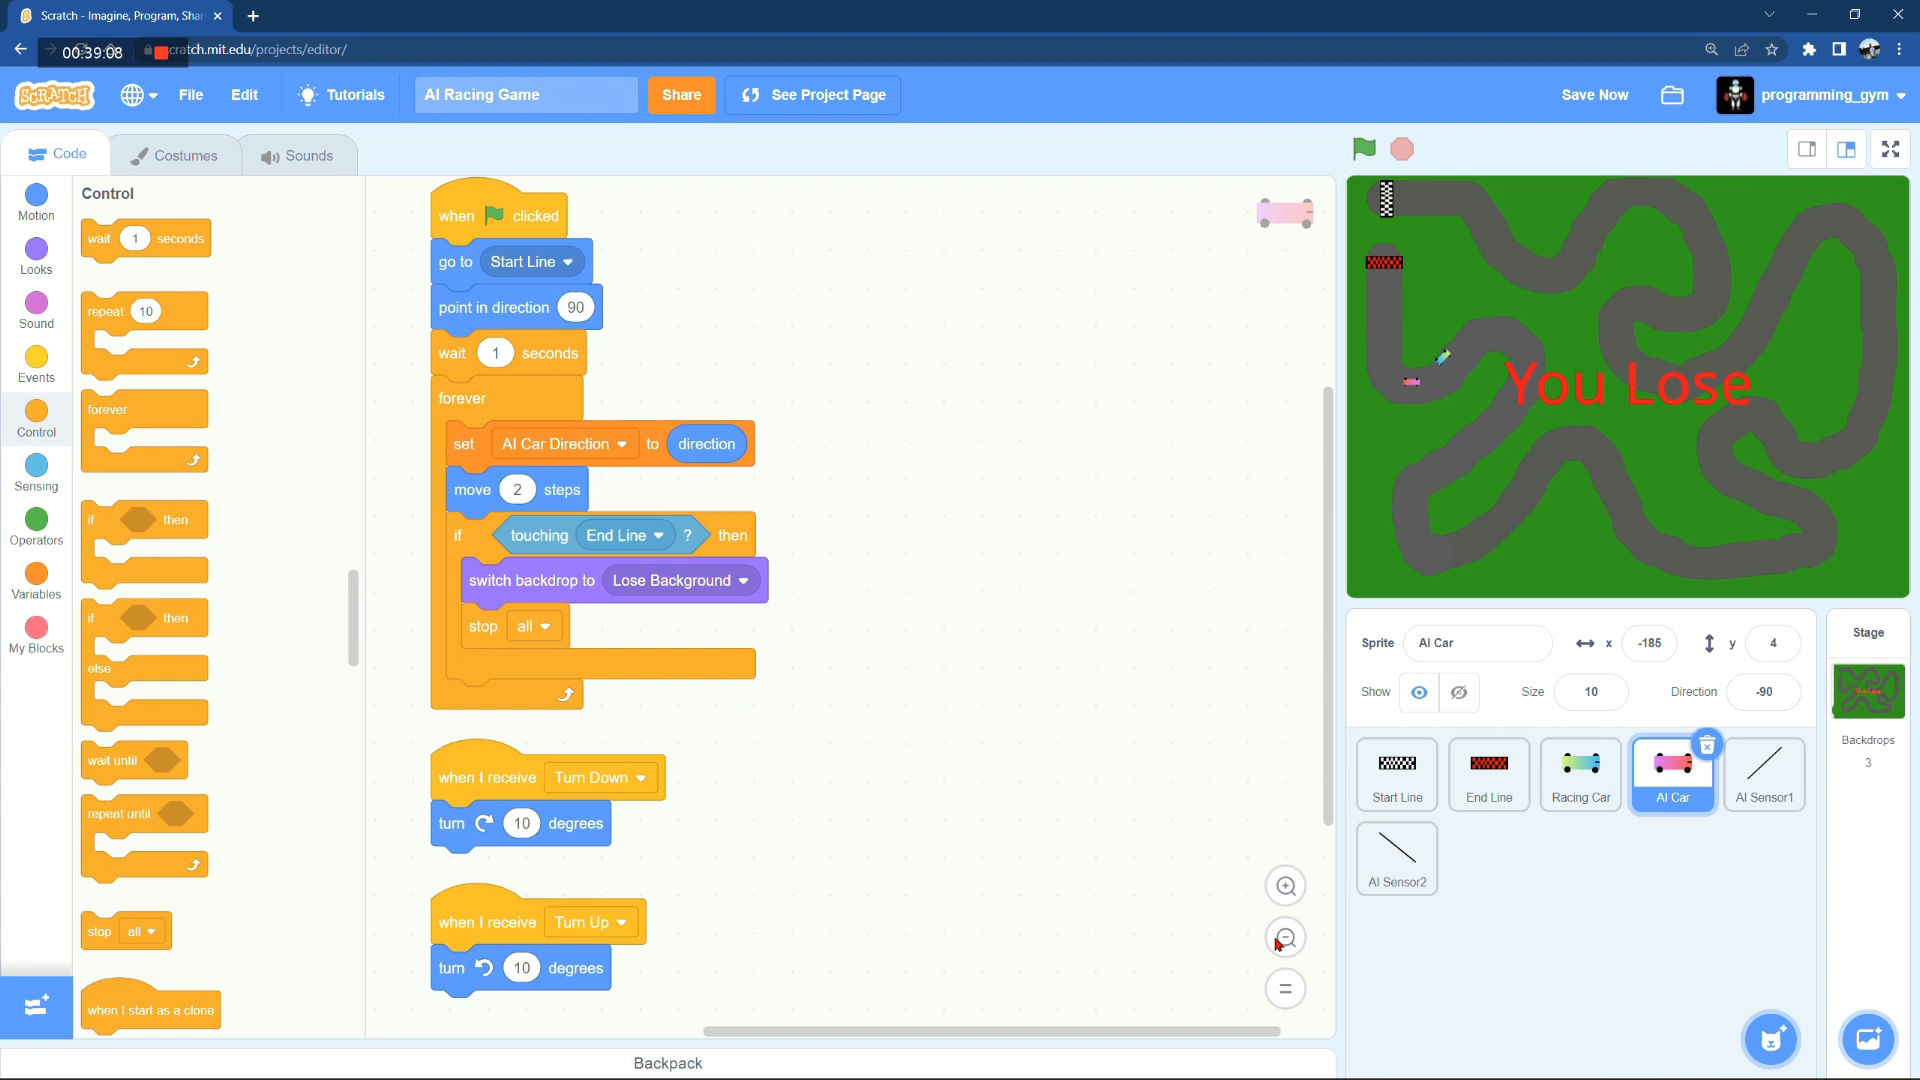 Scratch - Imagine, Program, Shar
00:39:08
cratch.mit.edu/projects/editor/
SCRATCH
File
Edit
Tutorials
AI Racing Game
Share
See Project Page
Save Now
programming_gym
Code
Costumes
Sounds
Motion
Looks
Sound
Events
Control
Sensing
Operators
Variables
My Blocks
Control
wait 1 seconds
repeat 10
forever
if then
if then
else
wait until
repeat until
stop all
when I start as a clone
when clicked
go to Start Line
point in direction 90
wait 1 seconds
forever
set AI Car Direction to direction
move 2 steps
if touching End Line ? then
switch backdrop to Lose Background
stop all
when I receive Turn Down
turn 10 degrees
when I receive Turn Up
turn 10 degrees
Backpack
You Lose
Sprite AI Car x -185 y 4
Show Size 10 Direction -90
Start Line
End Line
Racing Car
AI Car
AI Sensor1
AI Sensor2
Stage
You Lose
Backdrops
3